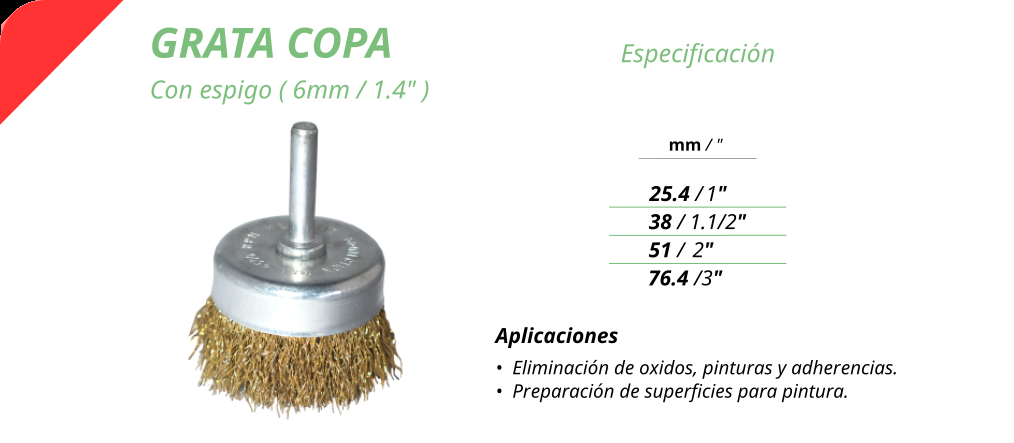 GRATA COPA
Con espigo ( 6mm / 1.4" )
Especificación
mm / "
25.4 / 1"
38 / 1.1/2"
51 / 2"
76.4 /3"
Aplicaciones
• Eliminación de oxidos, pinturas y adherencias.
• Preparación de superficies para pintura.